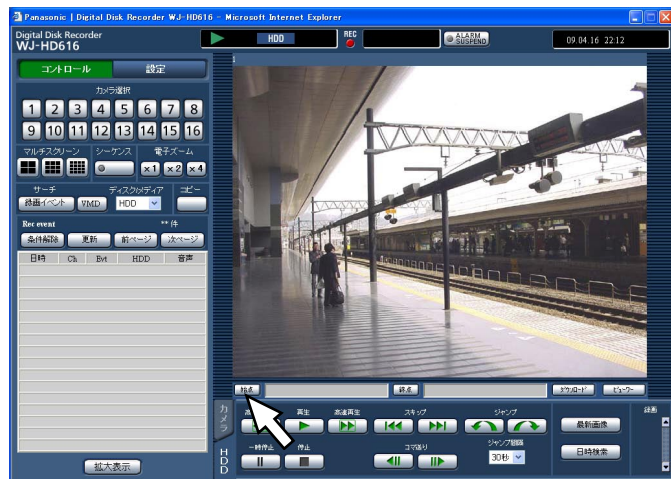 Panasonic | Digital Disk Recorder WJ-HD616 - Microsoft Internet Explorer
Digital Disk Recorder
WJ-HD616
HDD
REC
ALARM SUSPEND
09.04.16 22:12
コントロール 設定
カメラ選択
1 2 3 4 5 6 7 8
9 10 11 12 13 14 15 16
マルチスクリーン シーケンス 電子ズーム
×1 ×2 ×4
サーチ ディスク/メディア コピー
録画イベント VMD HDD
Rec event ** 件
条件解除 更新 前ページ 次ページ
日時 Ch Evt HDD 音声
拡大表示
始点 終点 ダウンロード ビューワー
カメラ
HDD
再生 高速再生 スキップ ジャンプ
一時停止 停止 コマ送り ジャンプ間隔
30秒
最新画像
日時検索
録画